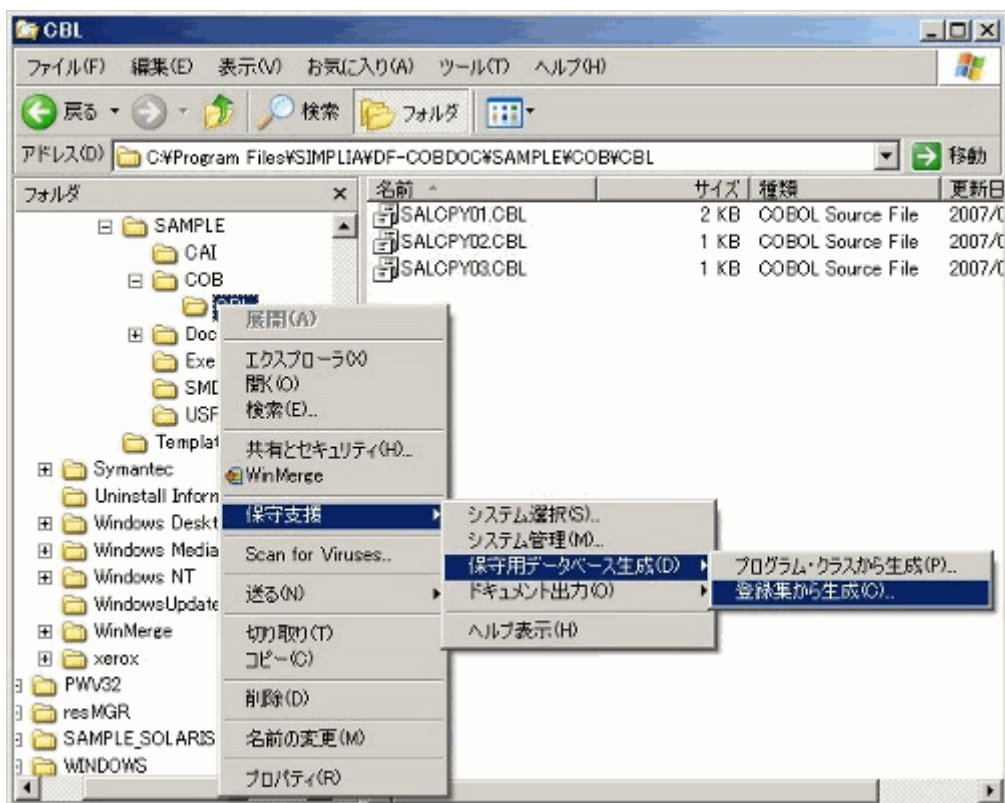 CBL
ファイル(F) 編集(E) 表示(V) お気に入り(A) ツール(T) ヘルプ(H)
戻る 検索 フォルダ
アドレス(D) C:¥Program Files¥SIMPLIA¥DF-COBDOC¥SAMPLE¥COB¥CBL 移動
フォルダ × 名前 サイズ 種類 更新日
SALCPY01.CBL 2 KB COBOL Source File 2007/0
SALCPY02.CBL 1 KB COBOL Source File 2007/0
SALCPY03.CBL 1 KB COBOL Source File 2007/0
SAMPLE
CAI
COB
Doc
Exe
SMD
USF
Templat
Symantec
Uninstall Inform
Windows Deskt
Windows Media
Windows NT
WindowsUpdate
WinMerge
xerox
PWV32
resMGR
SAMPLE_SOLARIS
WINDOWS
展開(A)
エクスプローラ(X)
開く(O)
検索(E)...
共有とセキュリティ(H)...
WinMerge
保守支援
Scan for Viruses...
送る(N)
切り取り(T)
コピー(C)
削除(D)
名前の変更(M)
プロパティ(R)
システム選択(S)...
システム管理(M)...
保守用データベース生成(D)
ドキュメント出力(O)
ヘルプ表示(H)
プログラム・クラスから生成(P)...
登録集から生成(C)...